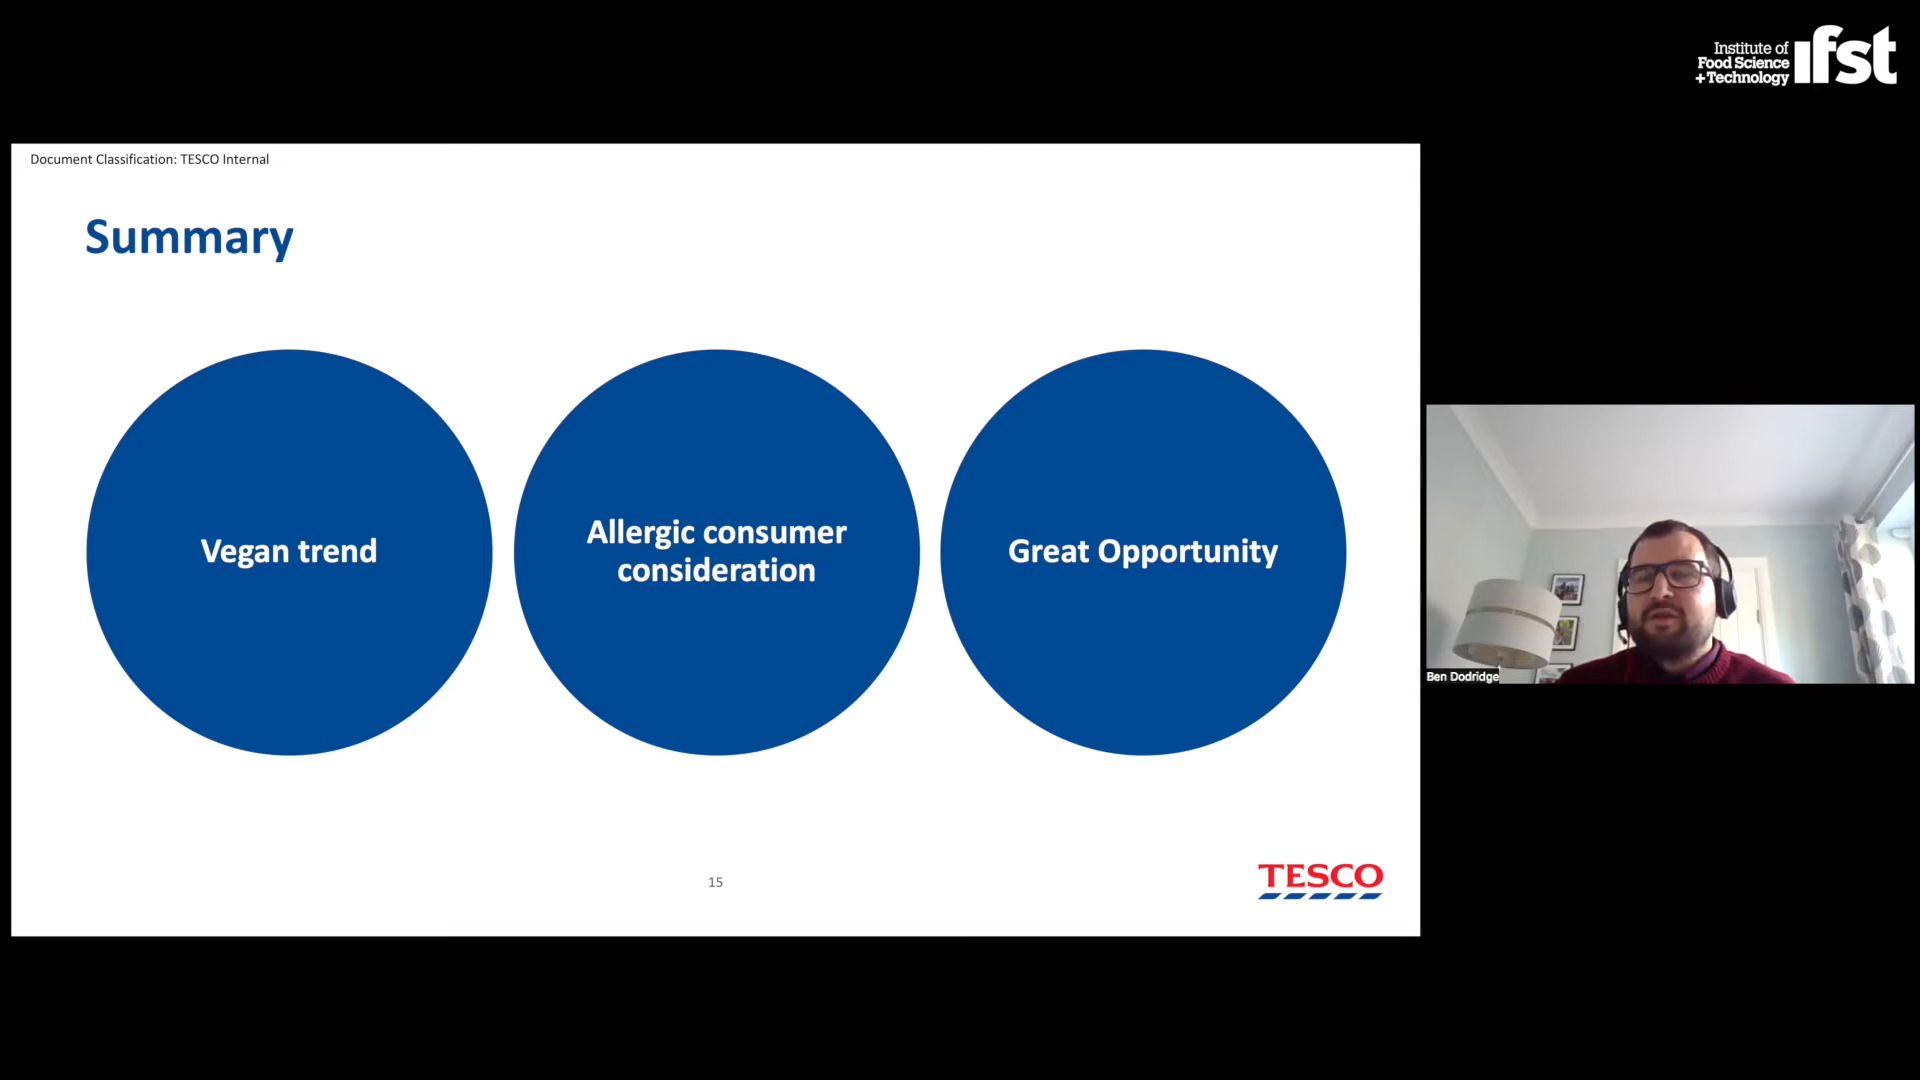 Institute of
Food Science
+Technology
ifst
Document Classification: TESCO Internal
Summary
Vegan trend
Allergic consumer
consideration
Great Opportunity
Ben Dodridge
15
TESCO